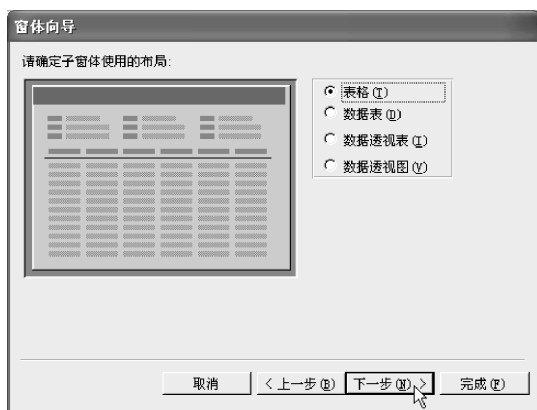 窗体向导
请确定子窗体使用的布局:
表格(T)
数据表(D)
数据透视表(I)
数据透视图(V)
取消
< 上一步(B)
下一步(N) >
完成(F)